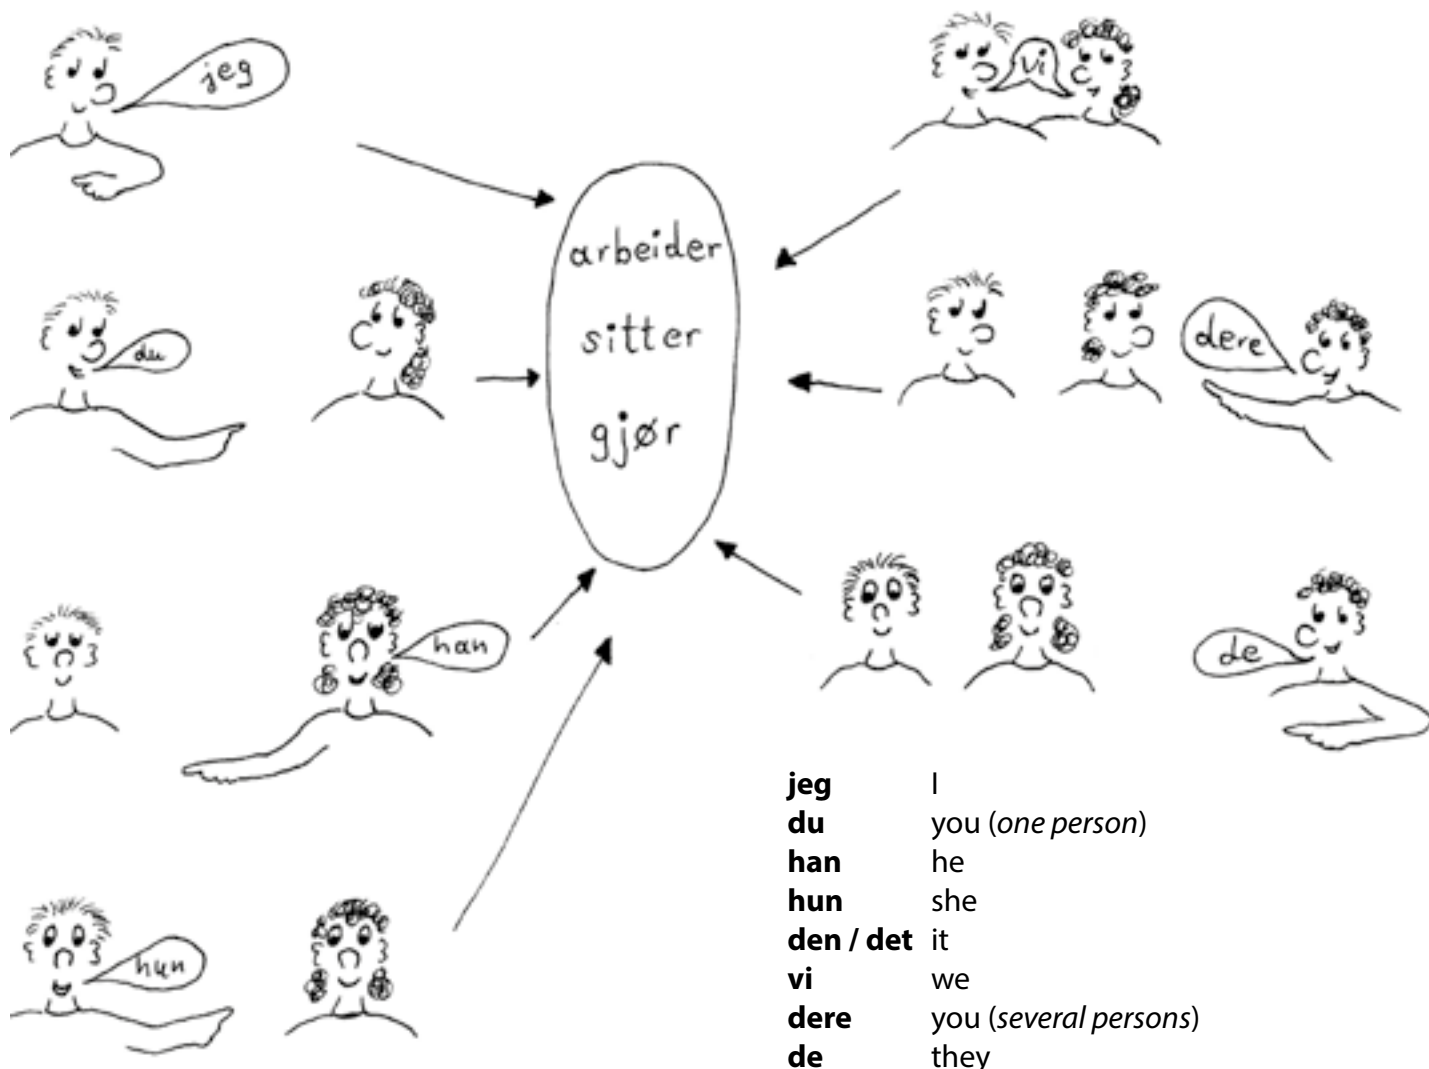 jeg
vi
arbeider
sitter
gjør
du
dere
han
de
hun
jeg I
du you (one person)
han he
hun she
den / det it
vi we
dere you (several persons)
de they